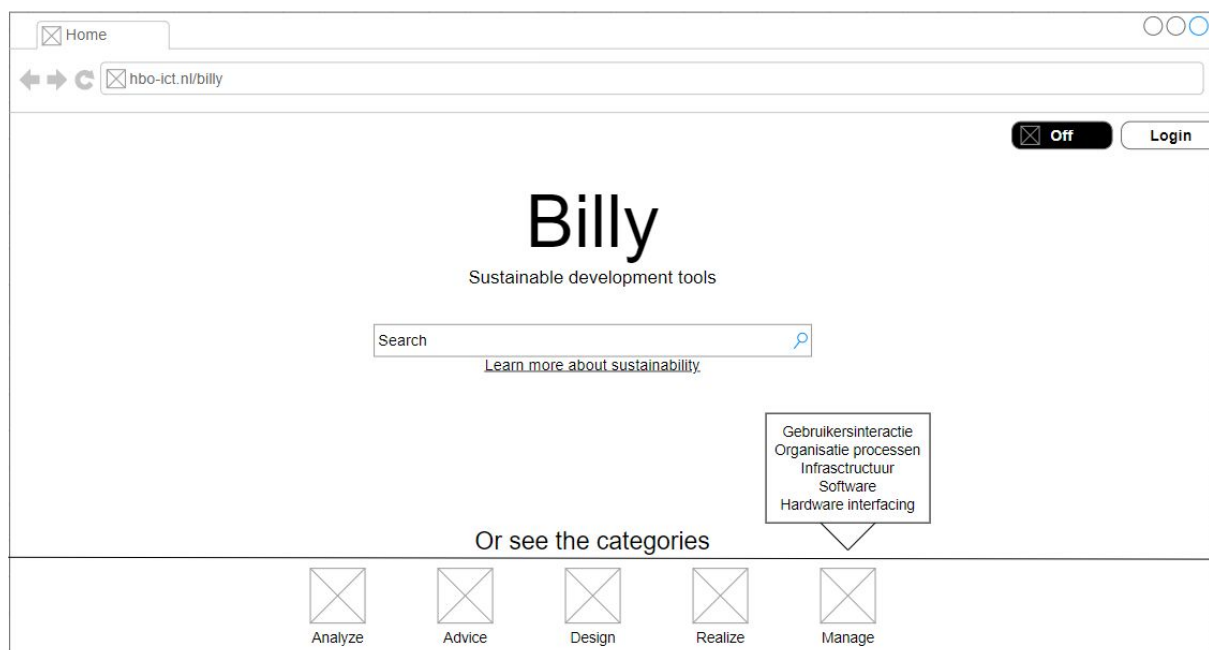 Home
hbo-ict.nl/billy
Off
Login
Billy
Sustainable development tools
Search
Learn more about sustainability
Gebruikersinteractie
Organisatie processen
Infrasctructuur
Software
Hardware interfacing
Or see the categories
Analyze
Advice
Design
Realize
Manage